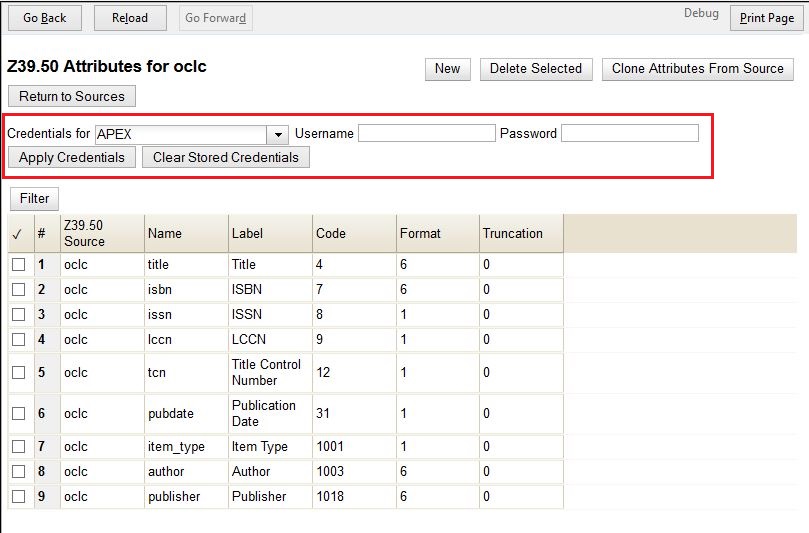 Go Back Reload Go Forward Debug Print Page
Z39.50 Attributes for oclc New Delete Selected Clone Attributes From Source
Return to Sources
Credentials for APEX Username Password
Apply Credentials Clear Stored Credentials
Filter
✓ # Z39.50 Source Name Label Code Format Truncation
1 oclc title Title 4 6 0
2 oclc isbn ISBN 7 6 0
3 oclc issn ISSN 8 1 0
4 oclc lccn LCCN 9 1 0
5 oclc tcn Title Control Number 12 1 0
6 oclc pubdate Publication Date 31 1 0
7 oclc item_type Item Type 1001 1 0
8 oclc author Author 1003 6 0
9 oclc publisher Publisher 1018 6 0